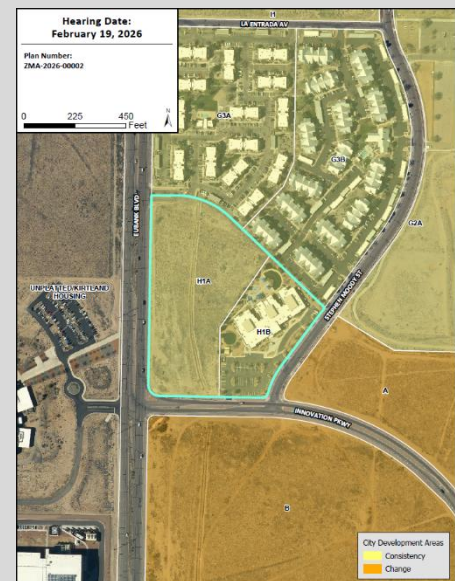 Hearing Date:
February 19, 2026
Plan Number:
ZMA-2026-00002
0 225 450
Feet
N
H
LA ENTRADA AV
G3A
G3B
EUBANK BLVD
G2A
H1A
UNPLATTED/KIRTLAND
HOUSING
STEPHEN MOODY ST
H1B
A
INNOVATION PKWY
B
City Development Areas
Consistency
Change